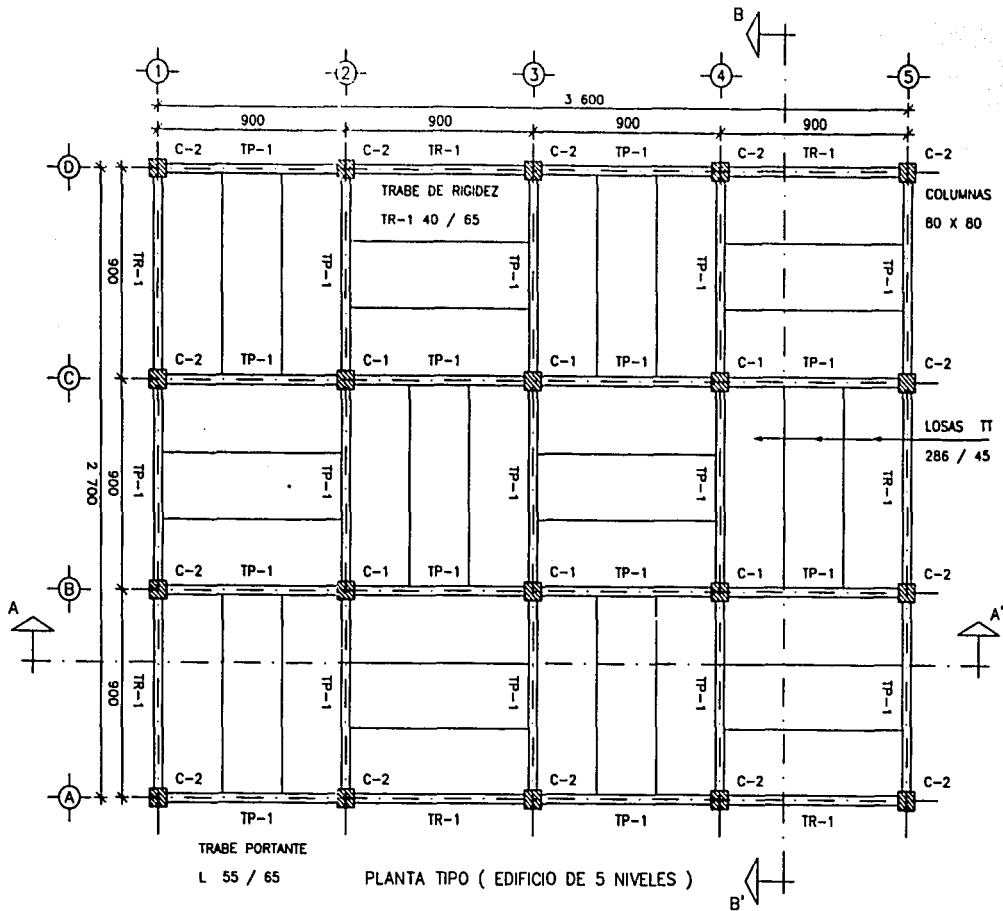 B
1 2 3 4 5
3 600
900 900 900 900
C-2 TP-1 C-2 TR-1 C-2 TP-1 C-2 TR-1 C-2
D
TRABE DE RIGIDEZ
TR-1 40 / 65
COLUMNAS
80 X 80
900 TR-1 TP-1 TP-1 TP-1 TP-1
C-2 TP-1 C-1 TP-1 C-1 TP-1 C-1 TP-1 C-2
C
LOSAS TT
286 / 45
2 700 900 TP-1 TP-1 TP-1 TR-1
C-2 TP-1 C-1 TP-1 C-1 TP-1 C-1 TP-1 C-2
B
A A'
900 TR-1 TP-1 TP-1 TP-1 TP-1
C-2 C-2 C-2 C-2 C-2
A
TP-1 TR-1 TP-1 TR-1
TRABE PORTANTE
L 55 / 65
PLANTA TIPO ( EDIFICIO DE 5 NIVELES )
B'